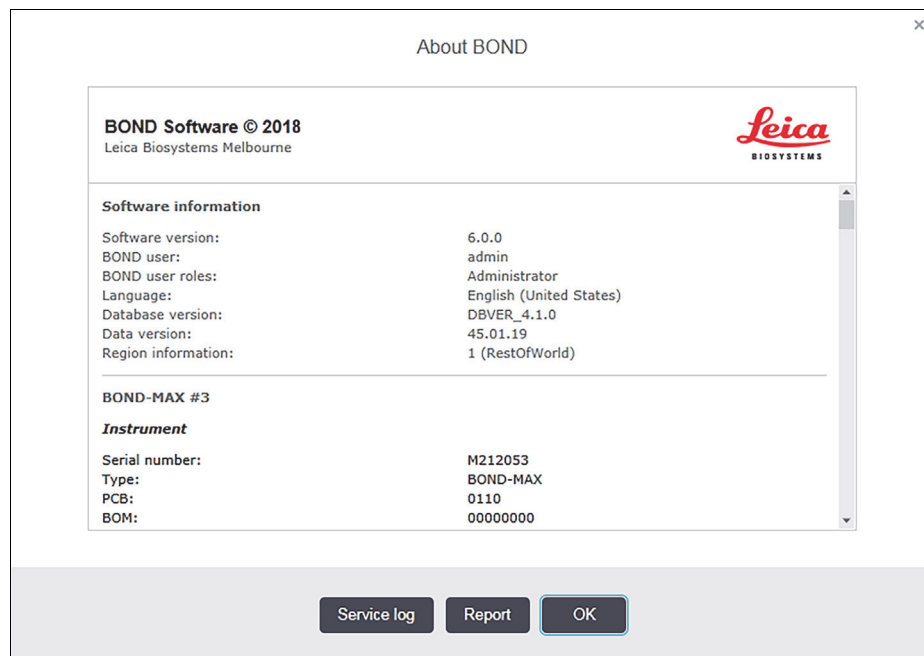 About BOND
BOND Software © 2018
Leica Biosystems Melbourne
Leica
BIOSYSTEMS
Software information
Software version: 6.0.0
BOND user: admin
BOND user roles: Administrator
Language: English (United States)
Database version: DBVER_4.1.0
Data version: 45.01.19
Region information: 1 (RestOfWorld)
BOND-MAX #3
Instrument
Serial number: M212053
Type: BOND-MAX
PCB: 0110
BOM: 00000000
Service log Report OK